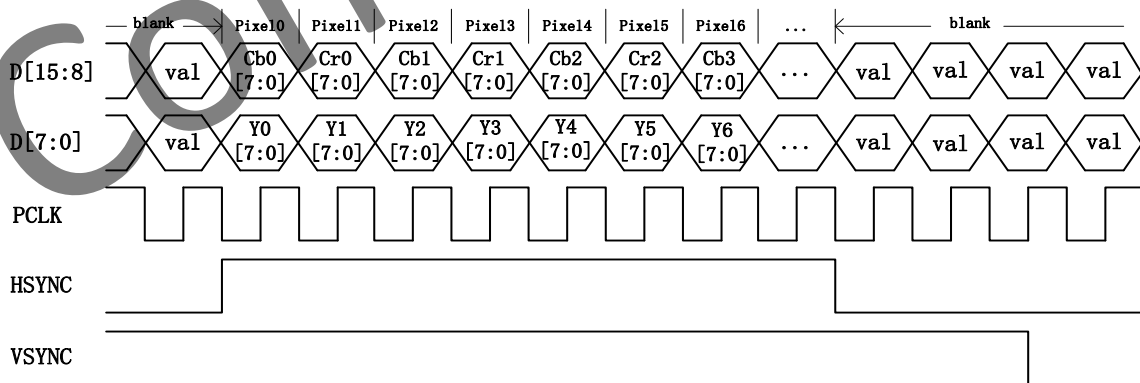 blank Pixel0 Pixel1 Pixel2 Pixel3 Pixel4 Pixel5 Pixel6 ... blank
D[15:8] val Cb0 [7:0] Cr0 [7:0] Cb1 [7:0] Cr1 [7:0] Cb2 [7:0] Cr2 [7:0] Cb3 [7:0] ... val val val val
D[7:0] val Y0 [7:0] Y1 [7:0] Y2 [7:0] Y3 [7:0] Y4 [7:0] Y5 [7:0] Y6 [7:0] ... val val val val
PCLK
HSYNC
VSYNC